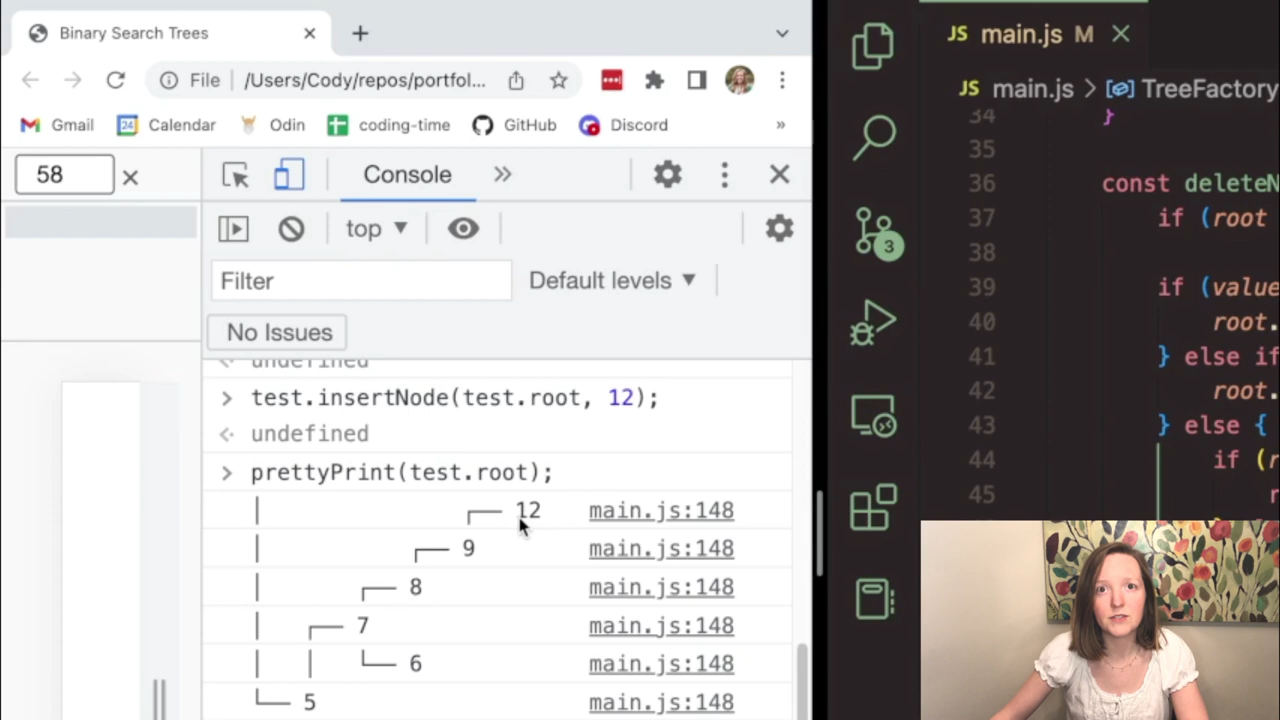 Binary Search Trees
File /Users/Cody/repos/portfol...
Gmail Calendar Odin coding-time GitHub Discord »
58 Console »
top
Filter Default levels
No Issues
undefined
test.insertNode(test.root, 12);
undefined
prettyPrint(test.root);
12 main.js:148
9 main.js:148
8 main.js:148
7 main.js:148
6 main.js:148
5 main.js:148
JS main.js M
JS main.js > TreeFactory
34 }
35
36 const deleteN
37 if (root
38
39 if (value
40 root.
41 } else if
42 root.
43 } else {
44 if (r
45 r
3